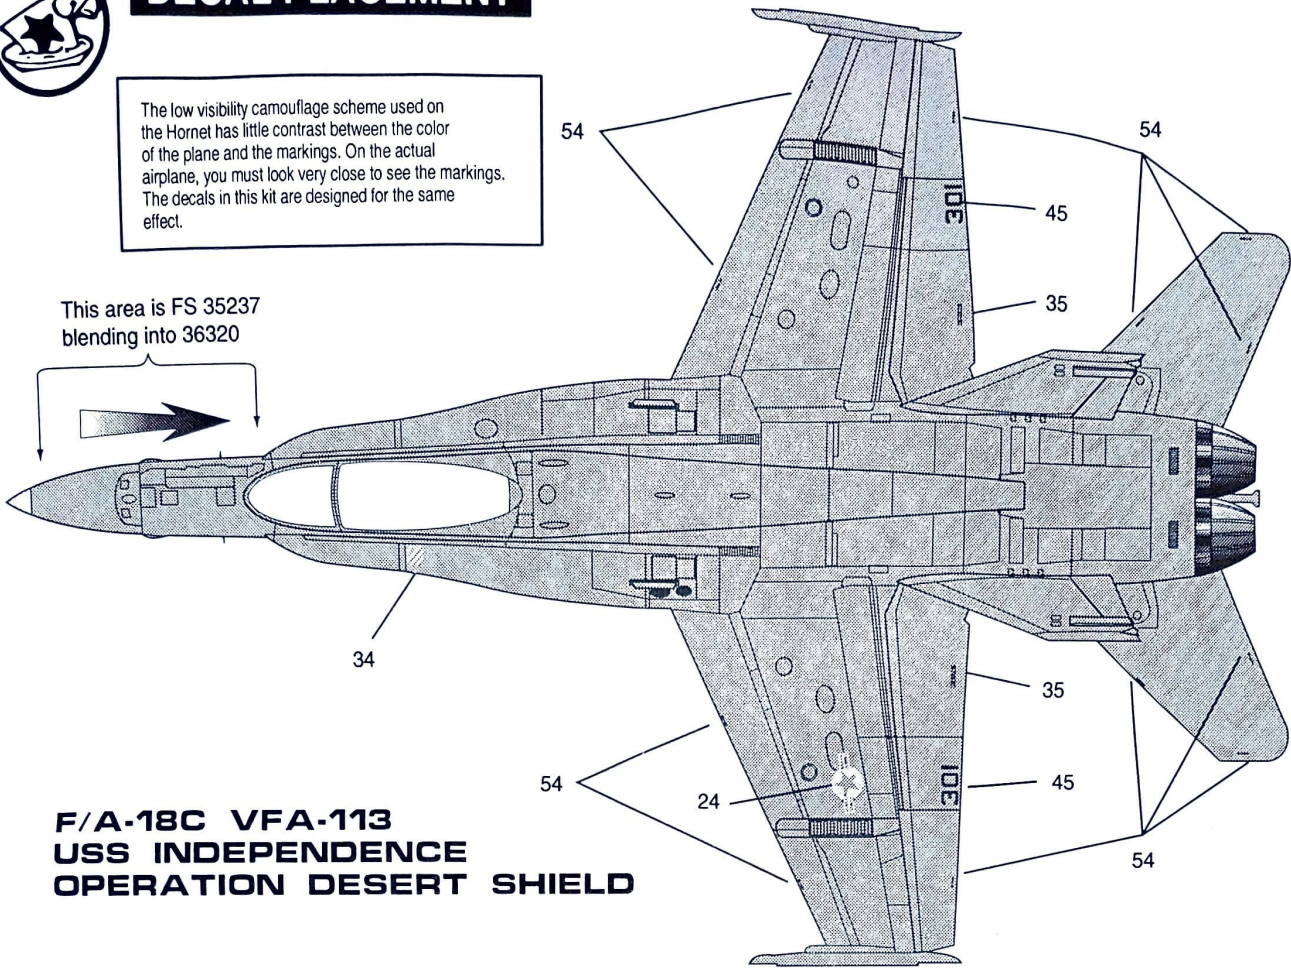 DECAL PLACEMENT
The low visibility camouflage scheme used on
the Hornet has little contrast between the color
of the plane and the markings. On the actual
airplane, you must look very close to see the markings.
The decals in this kit are designed for the same
effect.
54
54
301
45
35
This area is FS 35237
blending into 36320
34
35
54
24
301
45
54
F/A-18C VFA-113
USS INDEPENDENCE
OPERATION DESERT SHIELD